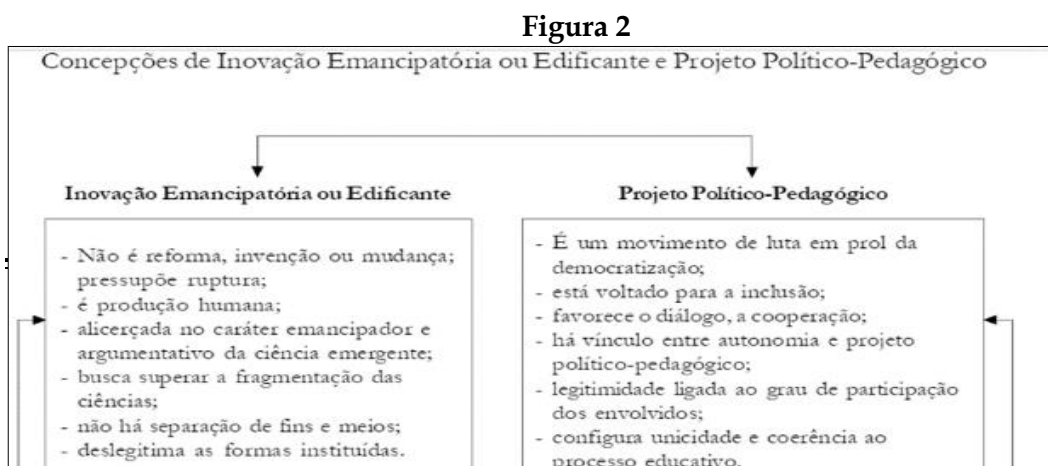 Figura 2
Concepções de Inovação Emancipatória ou Edificante e Projeto Político-Pedagógico
Inovação Emancipatória ou Edificante
- Não é reforma, invenção ou mudança;
pressupõe ruptura;
- é produção humana;
- alicerçada no caráter emancipador e
argumentativo da ciência emergente;
- busca superar a fragmentação das
ciências;
- não há separação de fins e meios;
- deslegitima as formas instituídas.
Projeto Político-Pedagógico
- É um movimento de luta em prol da
democratização;
- está voltado para a inclusão;
- favorece o diálogo, a cooperação;
- há vínculo entre autonomia e projeto
político-pedagógico;
- legitimidade ligada ao grau de participação
dos envolvidos;
- configura unicidade e coerência ao
processo educativo.